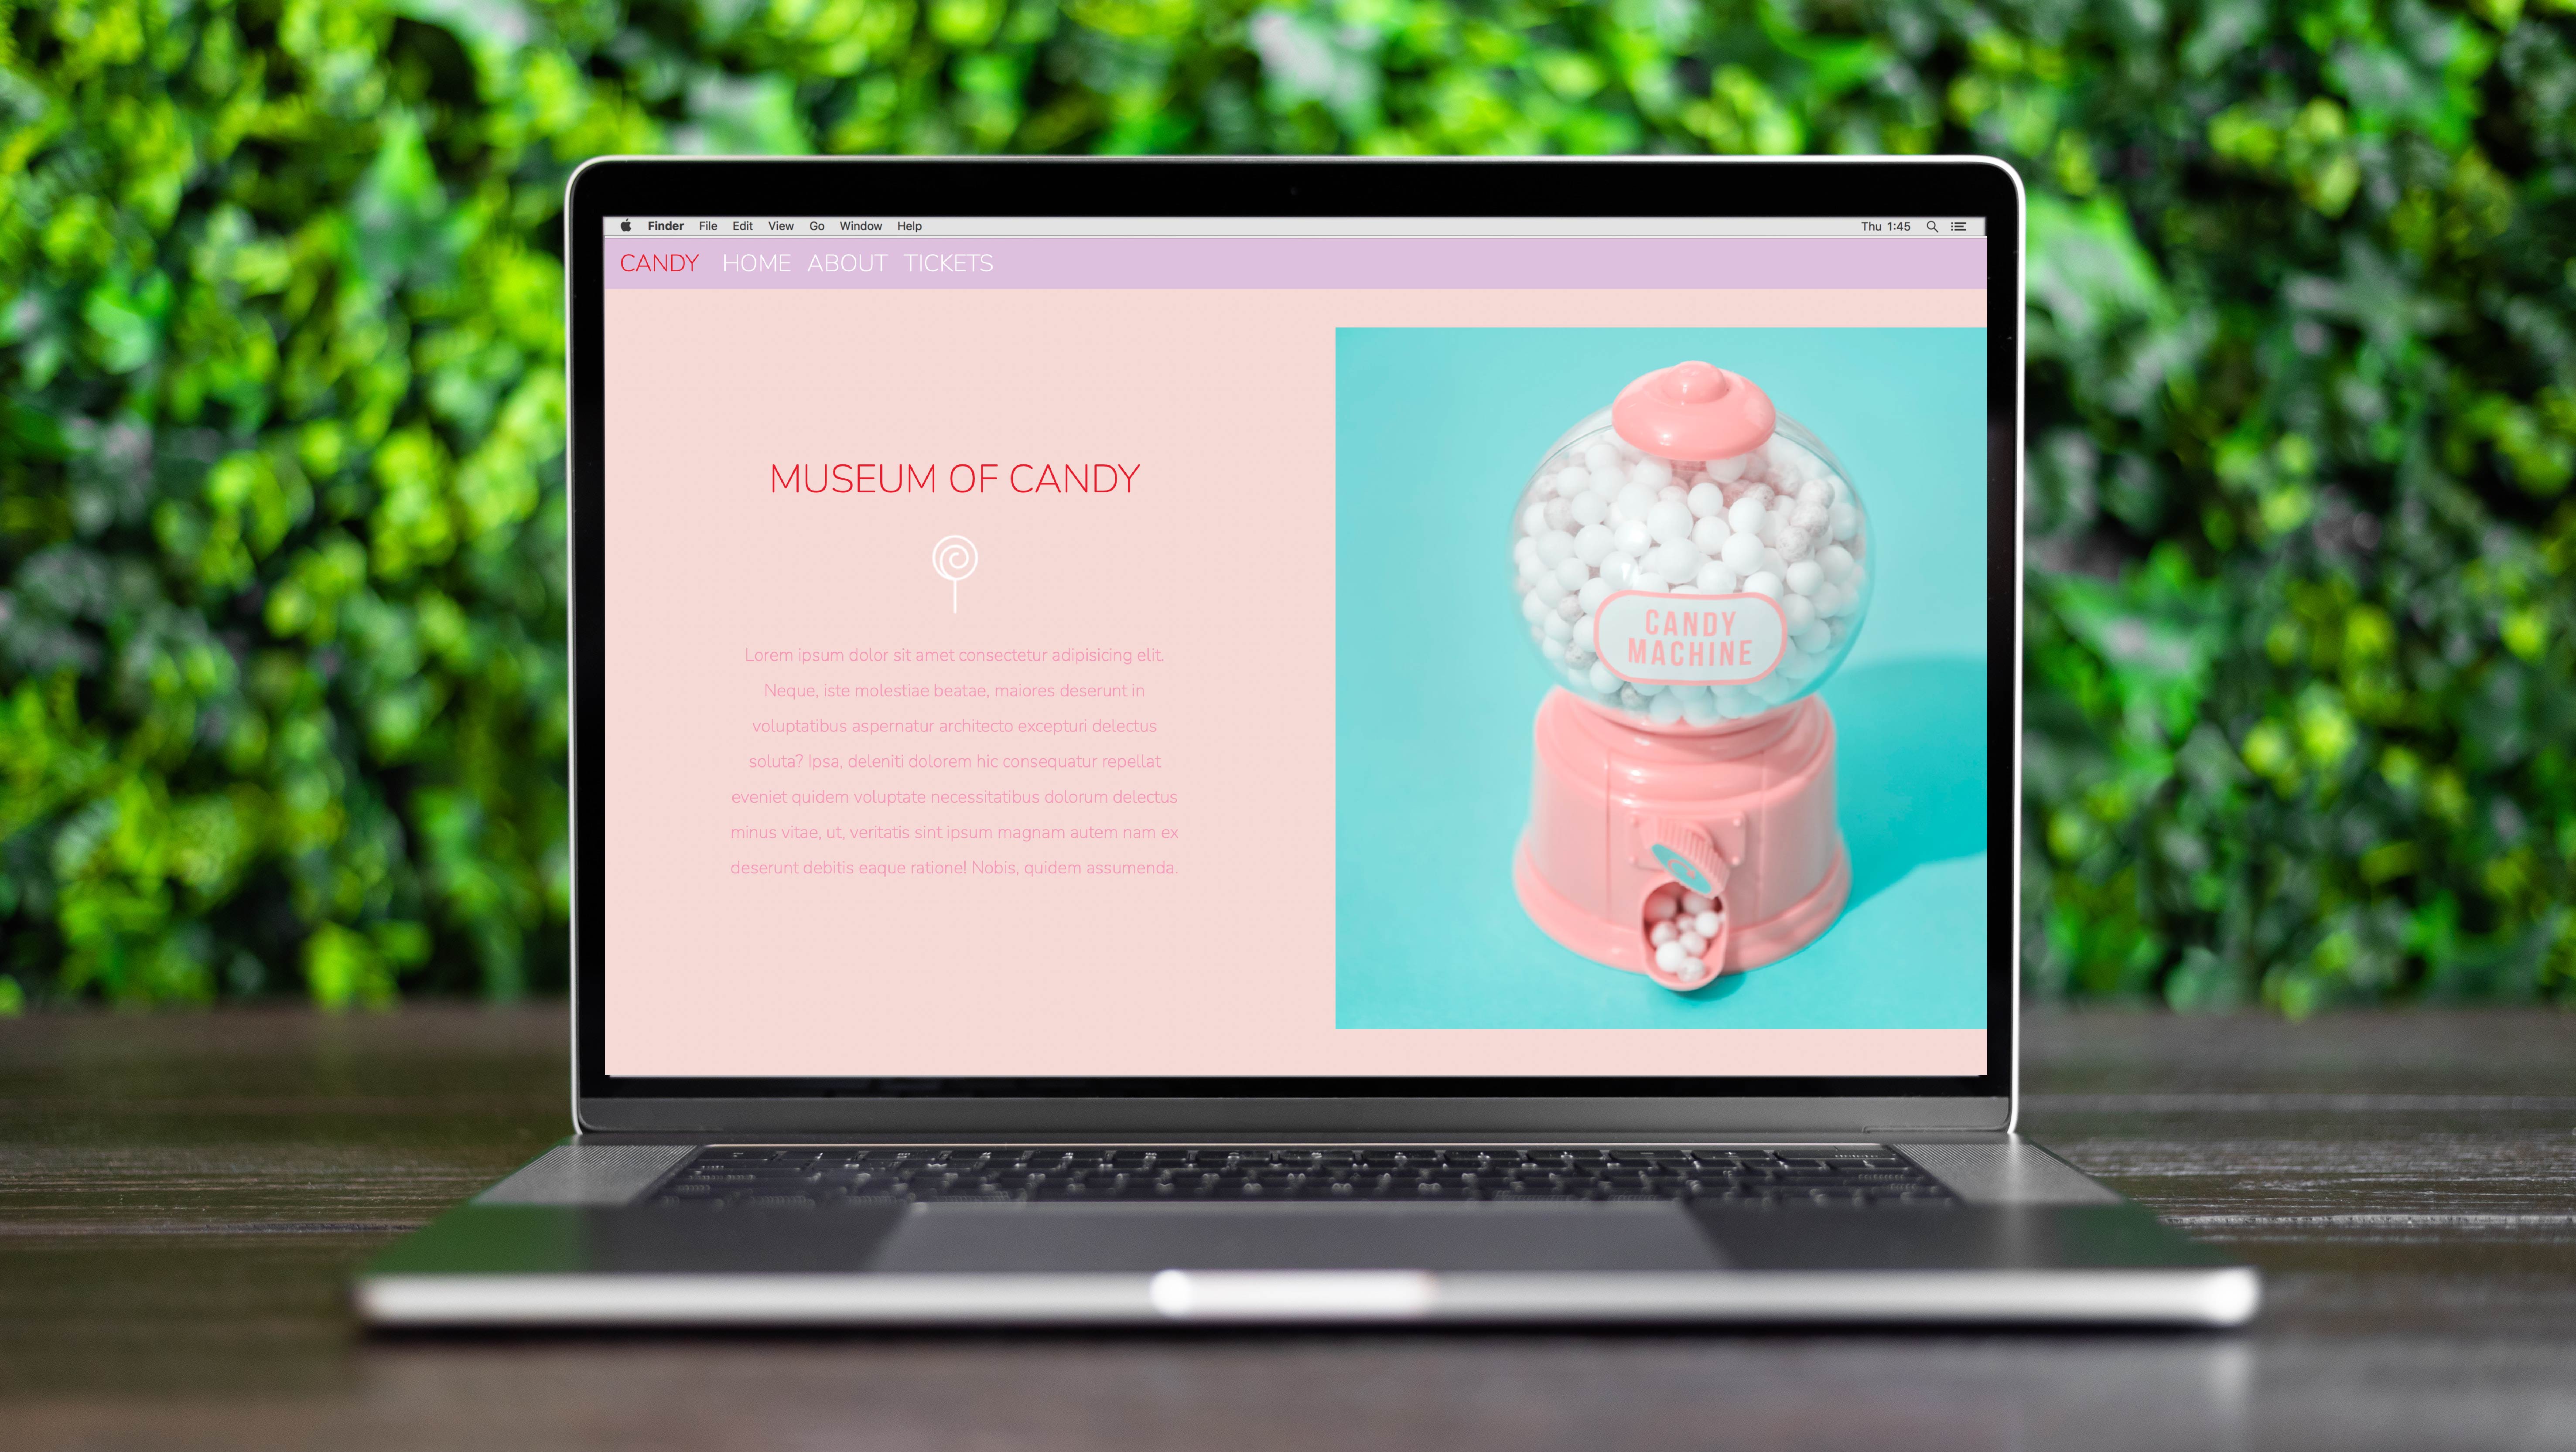 Finder File Edit View Go Window Help Thu 1:45
CANDY HOME ABOUT TICKETS
MUSEUM OF CANDY
Lorem ipsum dolor sit amet consectetur adipisicing elit.
Neque, iste molestiae beatae, maiores deserunt in
voluptatibus aspernatur architecto excepturi delectus
soluta? Ipsa, deleniti dolorem hic consequatur repellat
eveniet quidem voluptate necessitatibus dolorum delectus
minus vitae, ut, veritatis sint ipsum magnam autem nam ex
deserunt debitis eaque ratione! Nobis, quidem assumenda.
CANDY
MACHINE